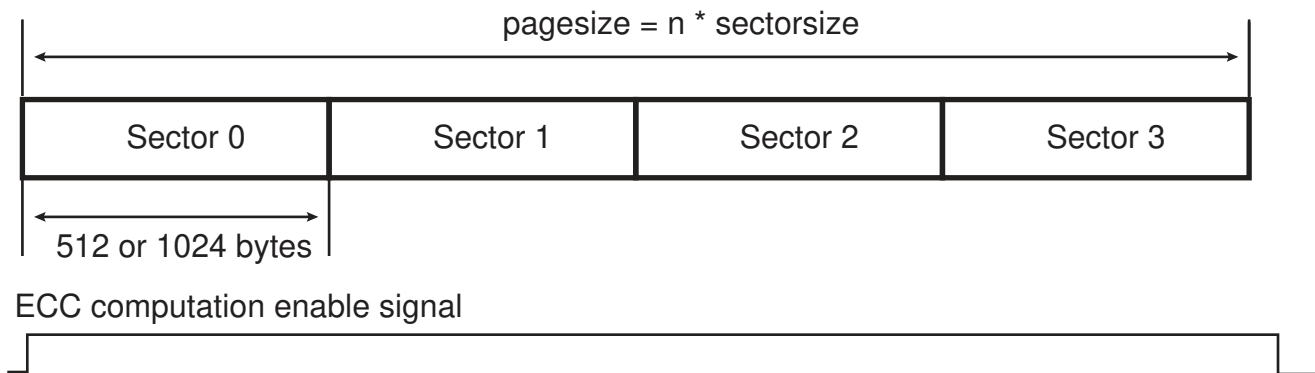 pagesize = n * sectorsize
Sector 0 Sector 1 Sector 2 Sector 3
512 or 1024 bytes
ECC computation enable signal